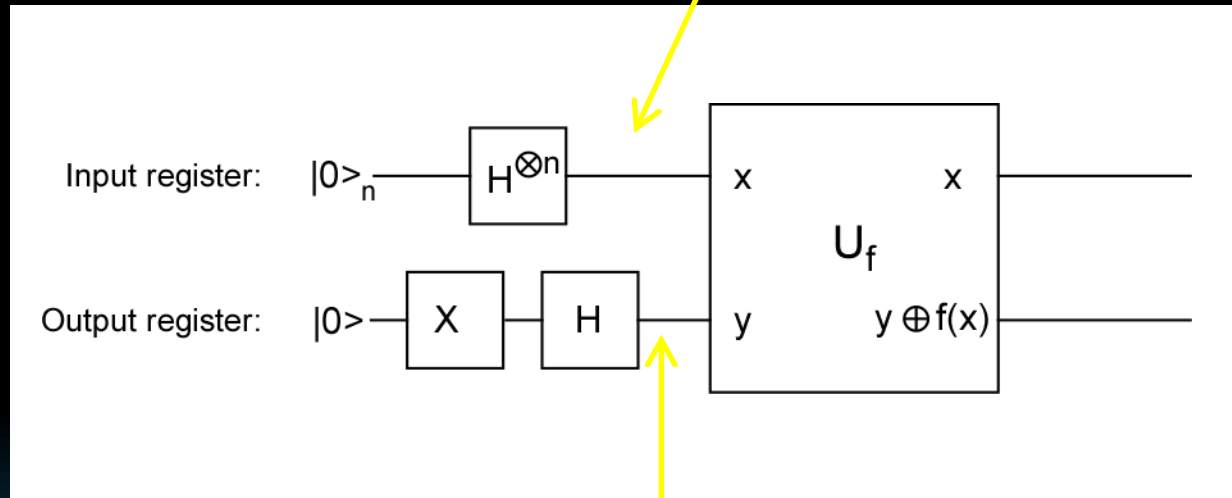 H⊗n
Input register: |0>n x x
Uf
Output register: |0> X H y y ⊕ f(x)